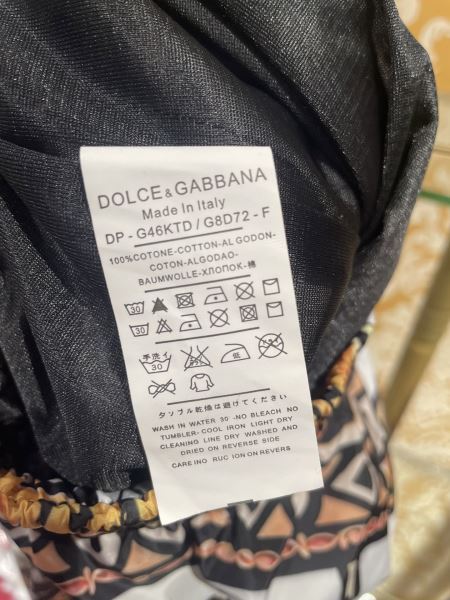 DOLCE & GABBANA
Made In Italy
DP - G46KTD / G8D72 - F
100%COTONE-COTTON-ALGODON-
COTON-ALGODAO-
BAUMWOLLE-ХЛОПОК-棉
30
30
手洗イ
30
低
タンブル乾燥は避けてください
WASH IN WATER 30 -NO BLEACH NO
TUMBLER- COOL IRON LIGHT DRY
CLEANING LINE DRY WASHED AND
DRIED ON REVERSE SIDE
CARE INO RUC ION ON REVERS